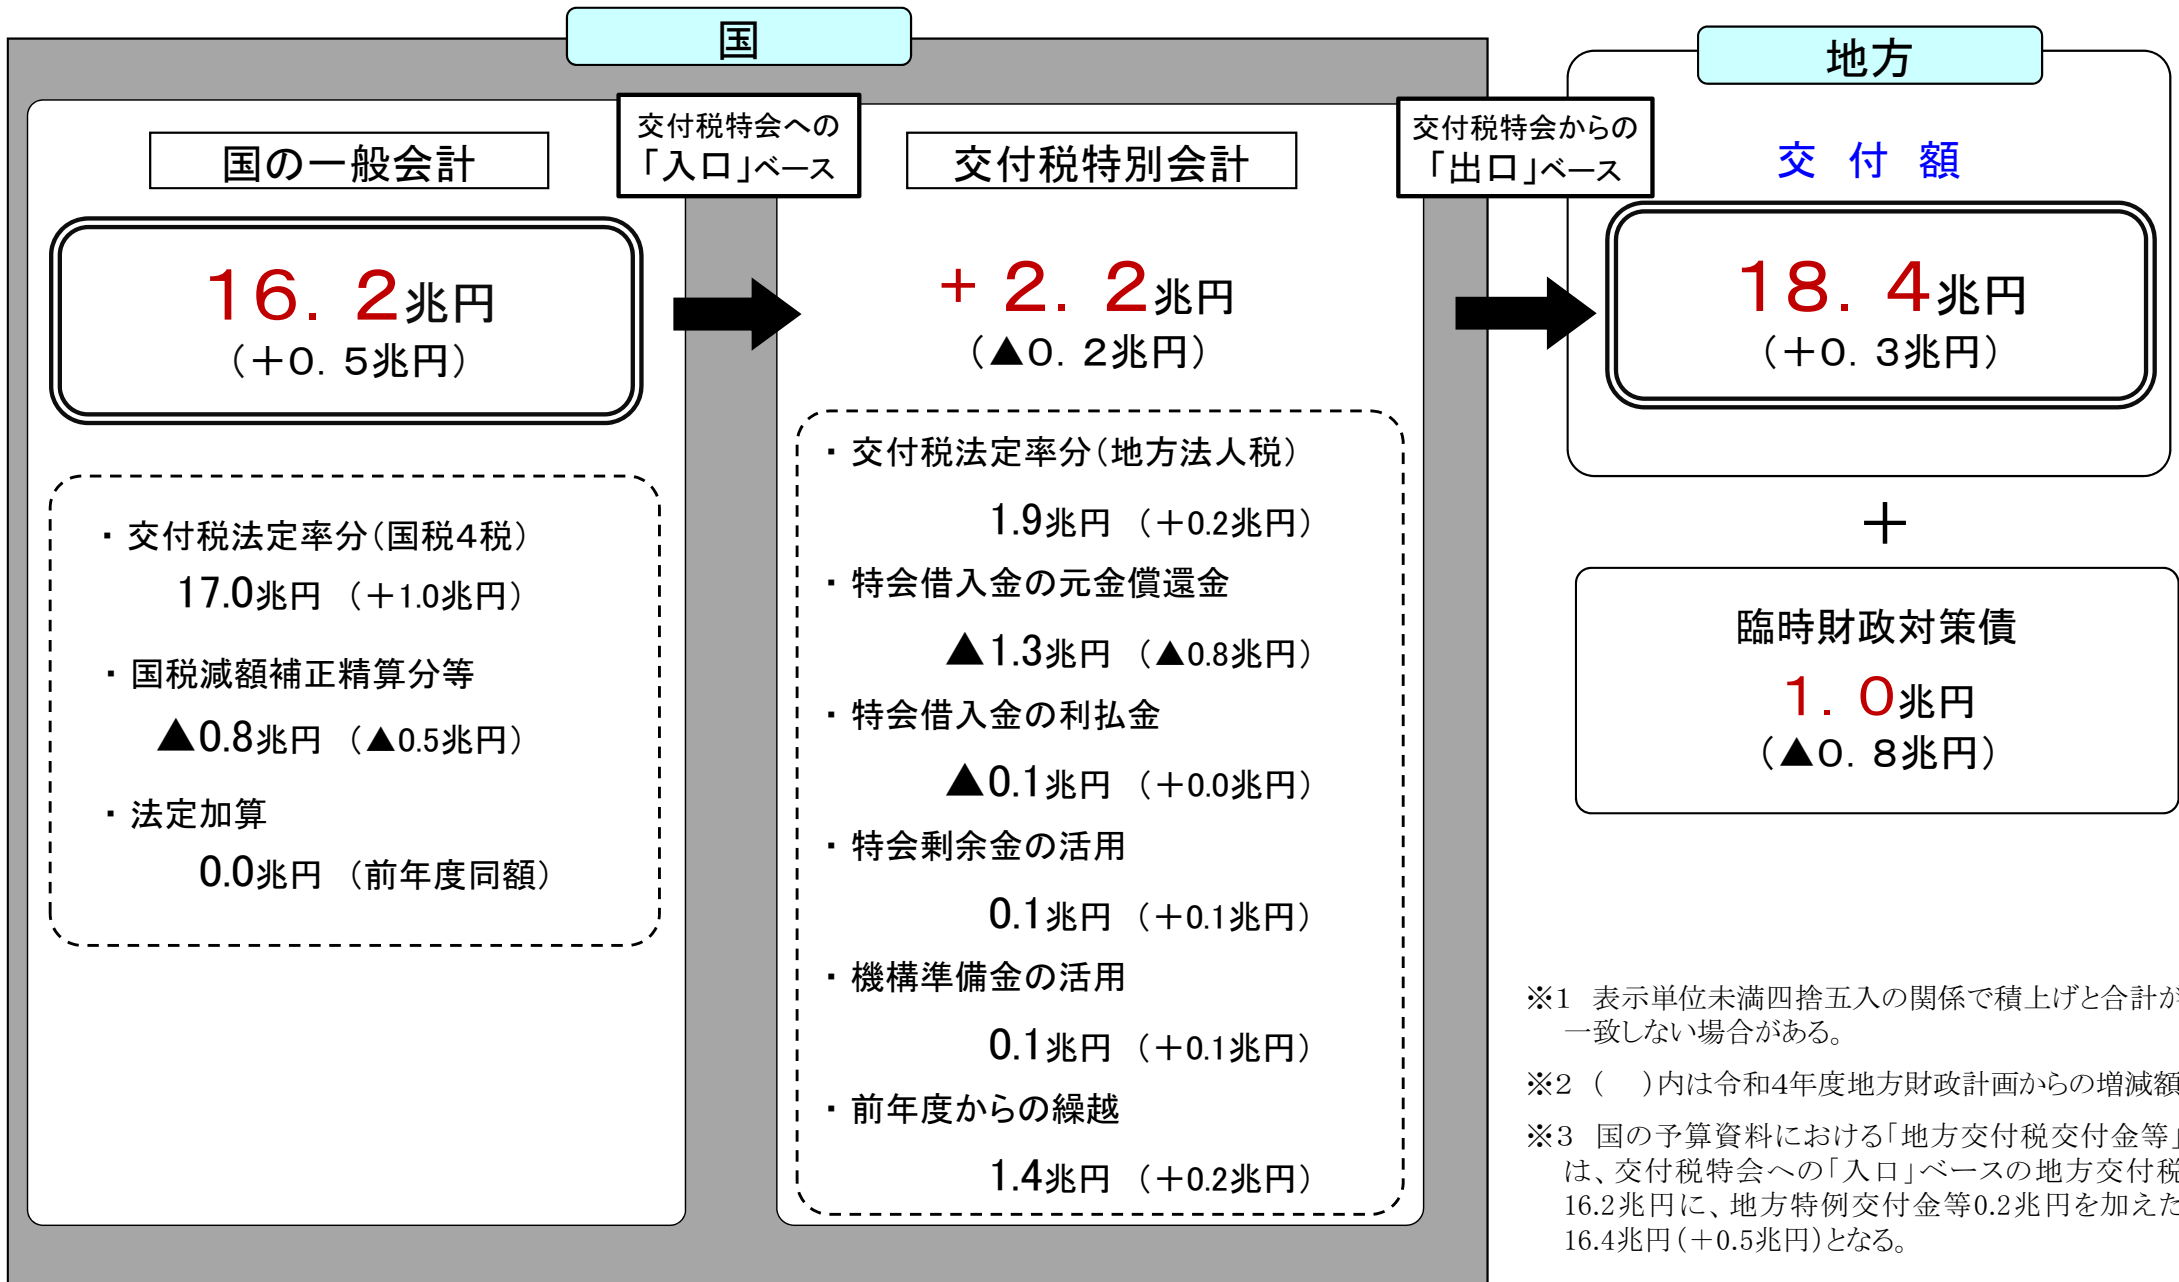 国
国の一般会計
16.2兆円
(+0.5兆円)
・交付税法定率分(国税4税)
17.0兆円 (+1.0兆円)
・国税減額補正精算分等
▲0.8兆円 (▲0.5兆円)
・法定加算
0.0兆円 (前年度同額)
交付税特会への
「入口」ベース
交付税特別会計
+2.2兆円
(▲0.2兆円)
・交付税法定率分(地方法人税)
1.9兆円 (+0.2兆円)
・特会借入金の元金償還金
▲1.3兆円 (▲0.8兆円)
・特会借入金の利払金
▲0.1兆円 (+0.0兆円)
・特会剰余金の活用
0.1兆円 (+0.1兆円)
・機構準備金の活用
0.1兆円 (+0.1兆円)
・前年度からの繰越
1.4兆円 (+0.2兆円)
交付税特会からの
「出口」ベース
地方
交付額
18.4兆円
(+0.3兆円)
+
臨時財政対策債
1.0兆円
(▲0.8兆円)
※1 表示単位未満四捨五入の関係で積上げと合計が
一致しない場合がある。
※2 ( )内は令和4年度地方財政計画からの増減額
※3 国の予算資料における「地方交付税交付金等」
は、交付税特会への「入口」ベースの地方交付税
16.2兆円に、地方特例交付金等0.2兆円を加えた
16.4兆円(+0.5兆円)となる。